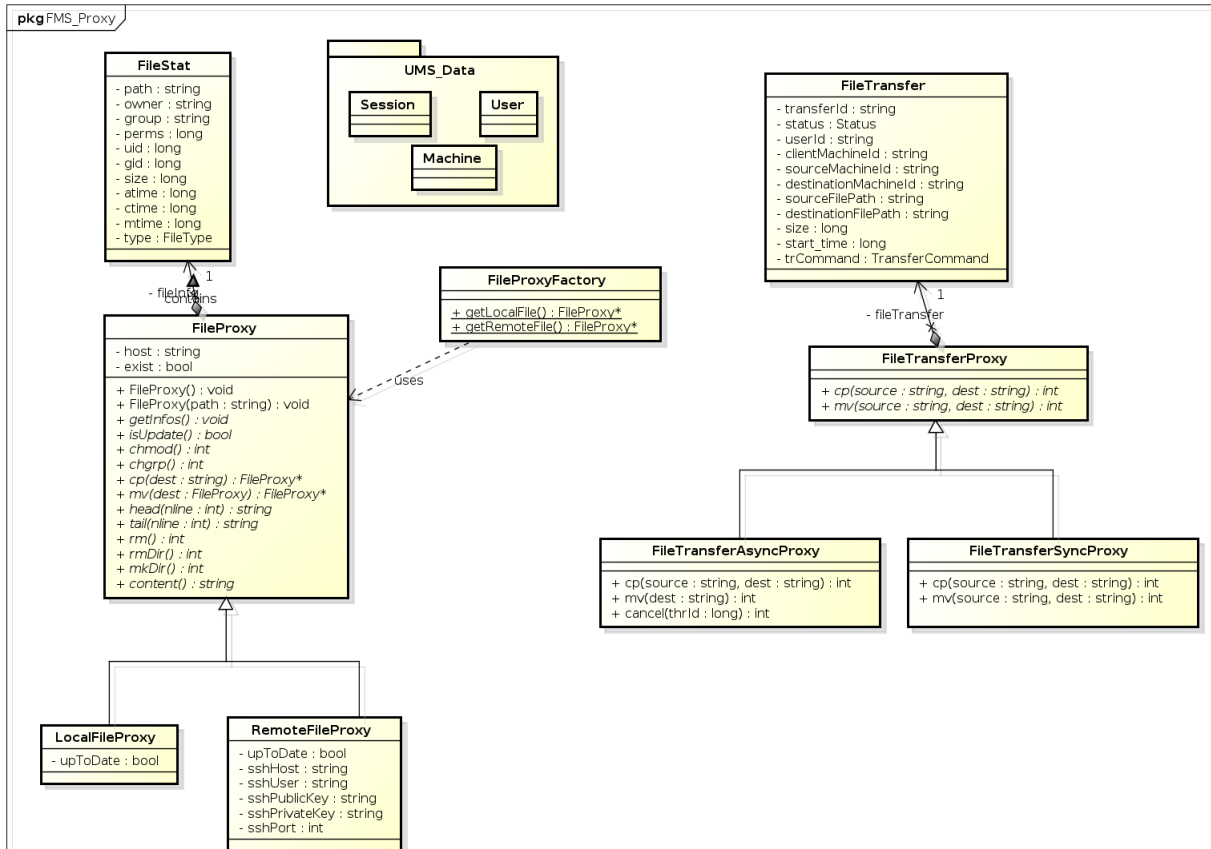 pkg FMS_Proxy
FileStat
- path : string
- owner : string
- group : string
- perms : long
- uid : long
- gid : long
- size : long
- atime : long
- ctime : long
- mtime : long
- type : FileType
UMS_Data
Session
User
Machine
FileTransfer
- transferId : string
- status : Status
- userId : string
- clientMachineId : string
- sourceMachineId : string
- destinationMachineId : string
- sourceFilePath : string
- destinationFilePath : string
- size : long
- start_time : long
- trCommand : TransferCommand
1
- fileInfo
contains
FileProxy
- host : string
- exist : bool
+ FileProxy() : void
+ FileProxy(path : string) : void
+ getInfos() : void
+ isUpdate() : bool
+ chmod() : int
+ chgrp() : int
+ cp(dest : string) : FileProxy*
+ mv(dest : FileProxy) : FileProxy*
+ head(nline : int) : string
+ tail(nline : int) : string
+ rm() : int
+ rmDir() : int
+ mkDir() : int
+ content() : string
FileProxyFactory
+ getLocalFile() : FileProxy*
+ getRemoteFile() : FileProxy*
uses
1
- fileTransfer
FileTransferProxy
+ cp(source : string, dest : string) : int
+ mv(source : string, dest : string) : int
FileTransferAsyncProxy
+ cp(source : string, dest : string) : int
+ mv(dest : string) : int
+ cancel(thrId : long) : int
FileTransferSyncProxy
+ cp(source : string, dest : string) : int
+ mv(source : string, dest : string) : int
LocalFileProxy
- upToDate : bool
RemoteFileProxy
- upToDate : bool
- sshHost : string
- sshUser : string
- sshPublicKey : string
- sshPrivateKey : string
- sshPort : int